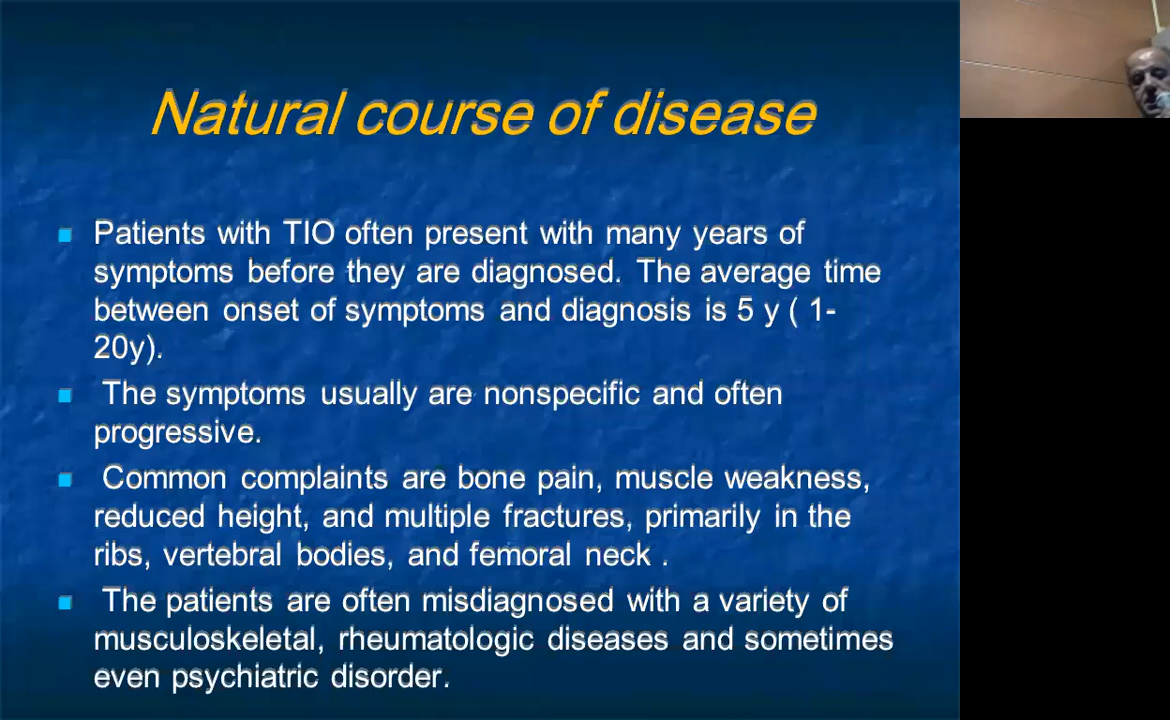 Natural course of disease
Patients with TIO often present with many years of
symptoms before they are diagnosed. The average time
between onset of symptoms and diagnosis is 5 y ( 1-
20y).
The symptoms usually are nonspecific and often
progressive.
Common complaints are bone pain, muscle weakness,
reduced height, and multiple fractures, primarily in the
ribs, vertebral bodies, and femoral neck .
The patients are often misdiagnosed with a variety of
musculoskeletal, rheumatologic diseases and sometimes
even psychiatric disorder.